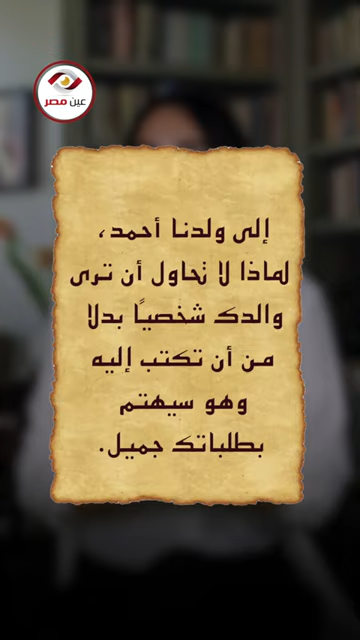 عين مصر
إلى ولدنا أحمد،
لماذا لا تحاول أن ترى
والدك شخصيًا بدلا
من أن تكتب إليه
وهو سيهتم
بطلباتك جميل.